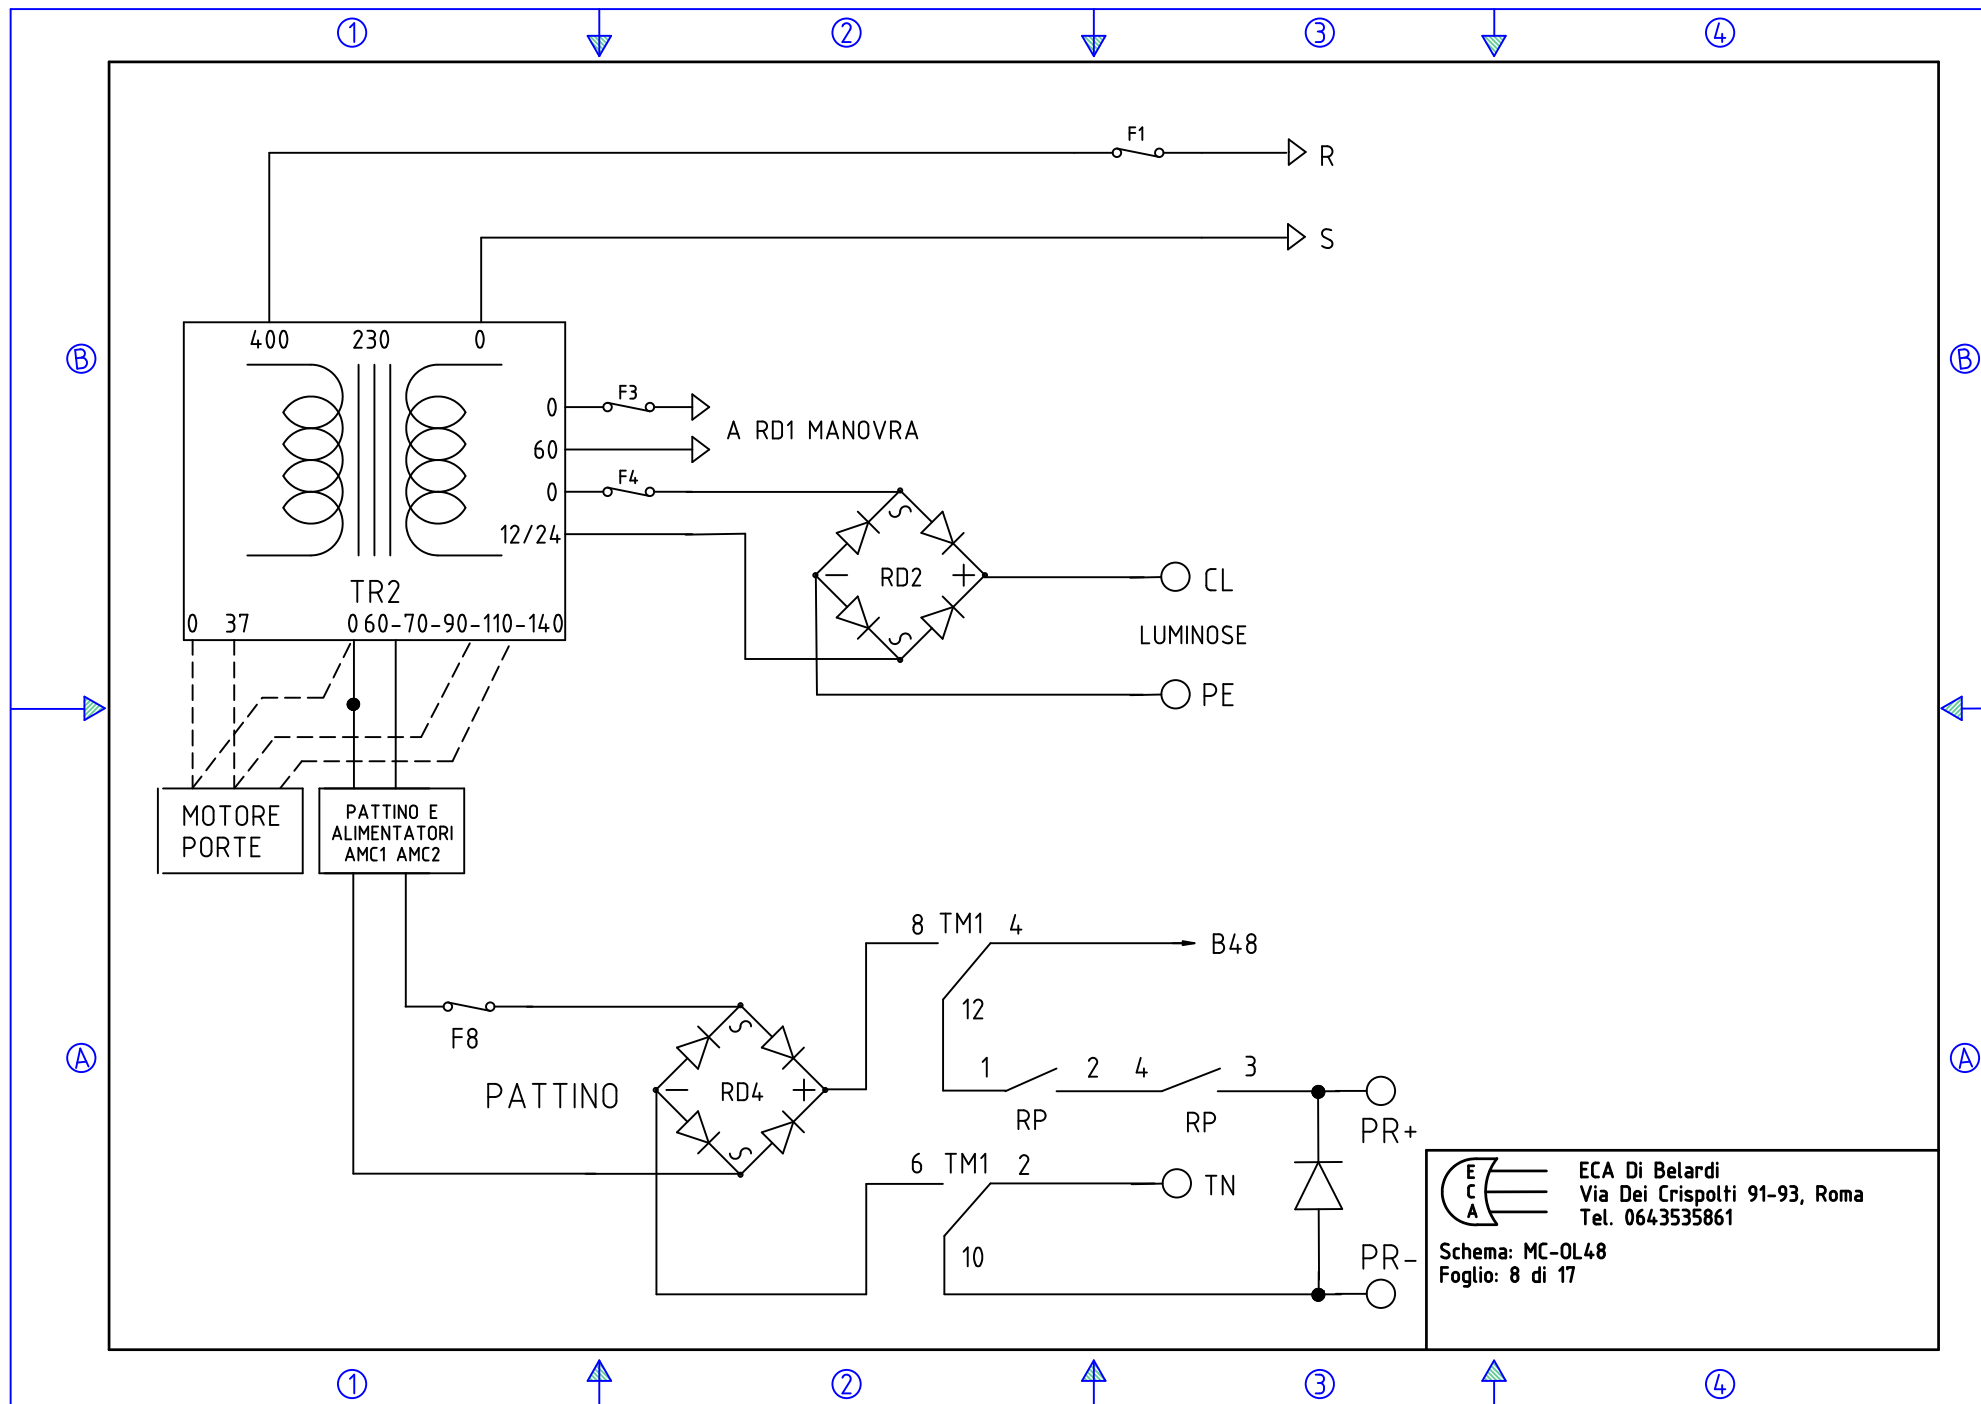 1 2 3 4
F1
R
S
B B
400 230 0
F3
0
A RD1 MANOVRA
60
F4
0
12/24
S
- RD2 +
CL
TR2
S
LUMINOSE
0 37 0 60-70-90-110-140
PE
MOTORE
PORTE
PATTINO E
ALIMENTATORI
AMC1 AMC2
8 TM1 4
B48
12
F8
S
A A
1 2 4 3
PATTINO
- RD4 +
RP RP
PR+
S
6 TM1 2
TN
10
PR-
E
C
A
ECA Di Belardi
Via Dei Crispolti 91-93, Roma
Tel. 0643535861
Schema: MC-OL48
Foglio: 8 di 17
1 2 3 4